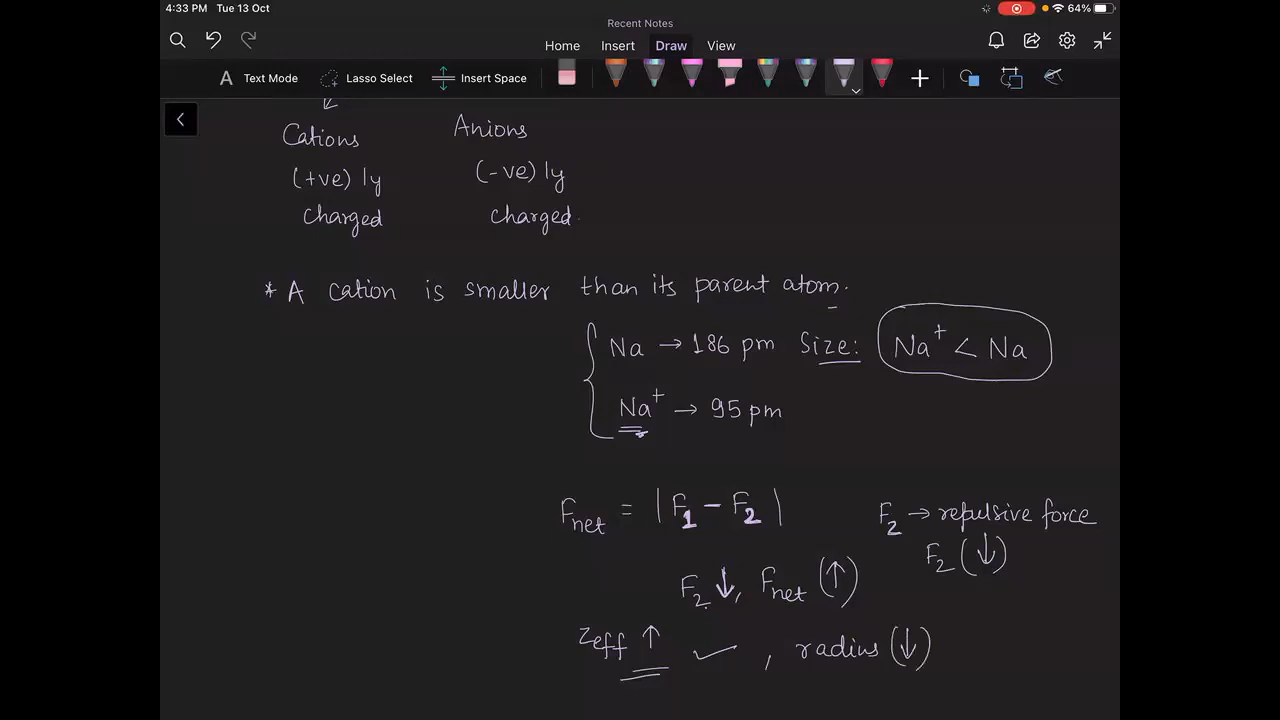 4:33 PM Tue 13 Oct
64%
Recent Notes
Home Insert Draw View
Text Mode Lasso Select Insert Space
Cations Anions
(+ve) ly (-ve) ly
charged charged.
* A cation is smaller than its parent atom.
Na → 186 pm Size: Na⁺ < Na
Na⁺ → 95 pm
Fnet = |F₁ - F₂| F₂ → repulsive force
F₂ (↓)
F₂ ↓, Fnet (↑)
Zeff ↑ ✓, radius (↓)